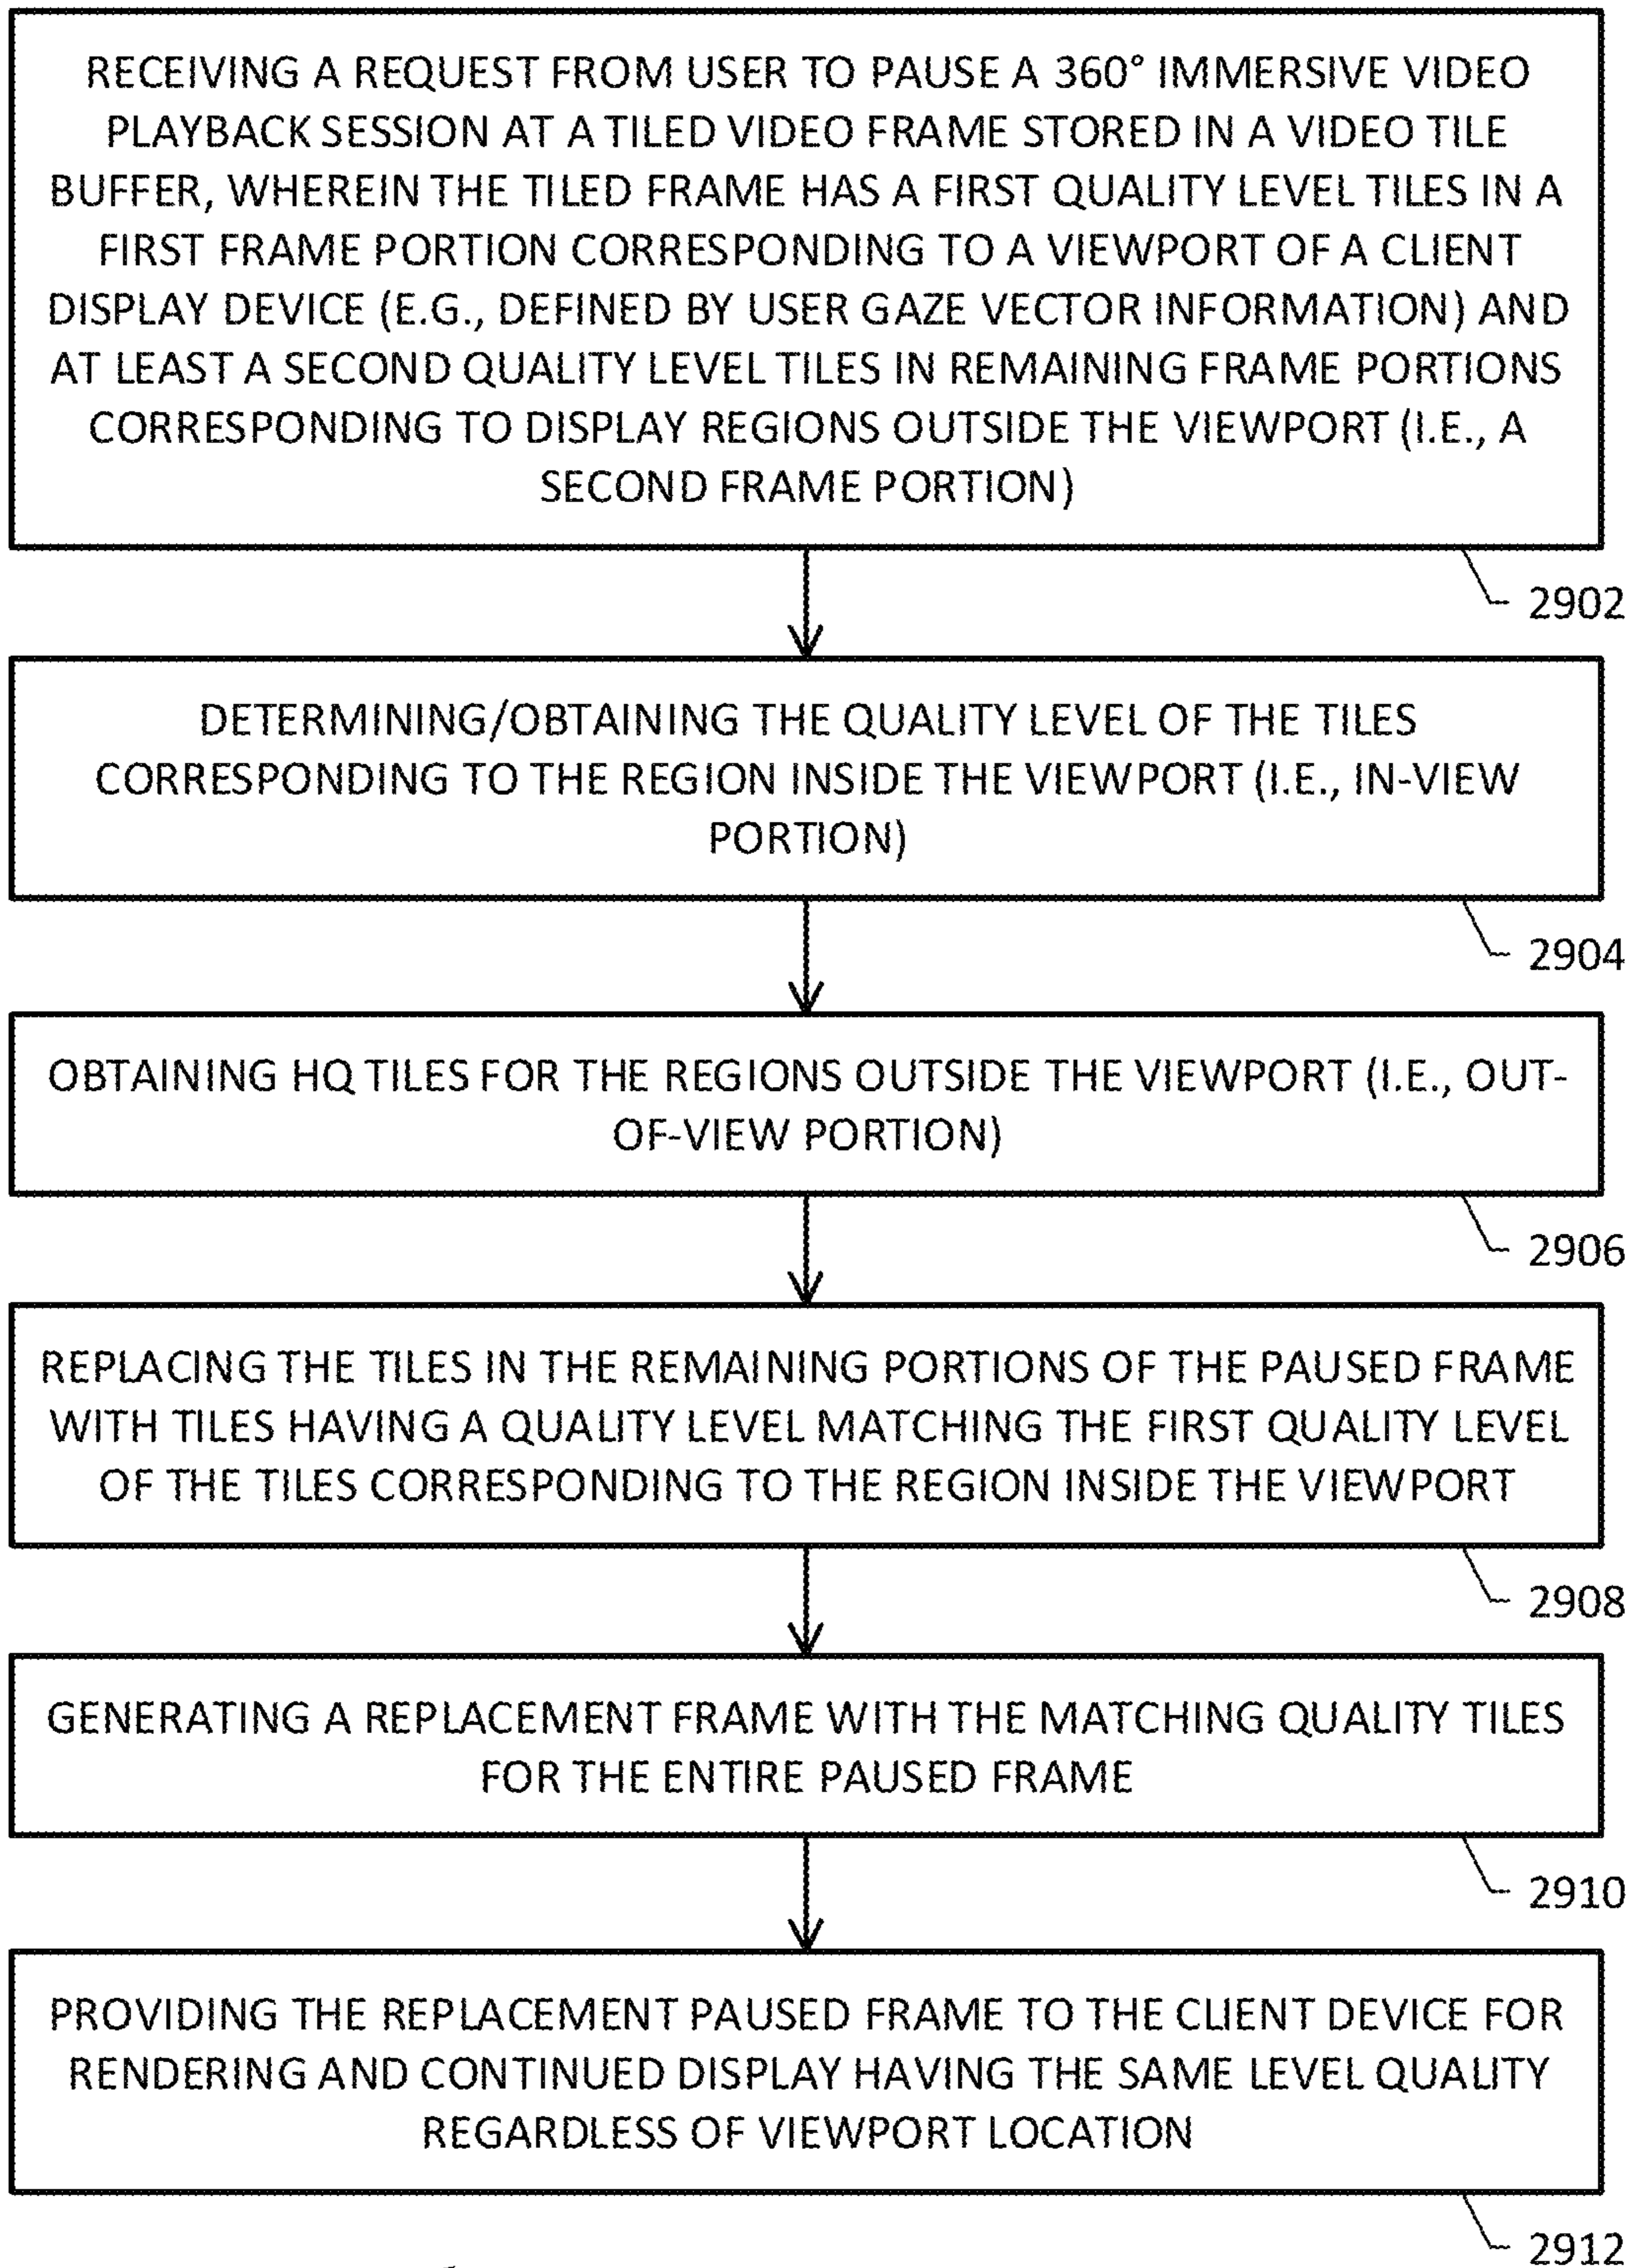 RECEIVING A REQUEST FROM USER TO PAUSE A 360° IMMERSIVE VIDEO
PLAYBACK SESSION AT A TILED VIDEO FRAME STORED IN A VIDEO TILE
BUFFER, WHEREIN THE TILED FRAME HAS A FIRST QUALITY LEVEL TILES IN A
FIRST FRAME PORTION CORRESPONDING TO A VIEWPORT OF A CLIENT
DISPLAY DEVICE (E.G., DEFINED BY USER GAZE VECTOR INFORMATION) AND
AT LEAST A SECOND QUALITY LEVEL TILES IN REMAINING FRAME PORTIONS
CORRESPONDING TO DISPLAY REGIONS OUTSIDE THE VIEWPORT (I.E., A
SECOND FRAME PORTION)
2902
DETERMINING/OBTAINING THE QUALITY LEVEL OF THE TILES
CORRESPONDING TO THE REGION INSIDE THE VIEWPORT (I.E., IN-VIEW
PORTION)
2904
OBTAINING HQ TILES FOR THE REGIONS OUTSIDE THE VIEWPORT (I.E., OUT-
OF-VIEW PORTION)
2906
REPLACING THE TILES IN THE REMAINING PORTIONS OF THE PAUSED FRAME
WITH TILES HAVING A QUALITY LEVEL MATCHING THE FIRST QUALITY LEVEL
OF THE TILES CORRESPONDING TO THE REGION INSIDE THE VIEWPORT
2908
GENERATING A REPLACEMENT FRAME WITH THE MATCHING QUALITY TILES
FOR THE ENTIRE PAUSED FRAME
2910
PROVIDING THE REPLACEMENT PAUSED FRAME TO THE CLIENT DEVICE FOR
RENDERING AND CONTINUED DISPLAY HAVING THE SAME LEVEL QUALITY
REGARDLESS OF VIEWPORT LOCATION
2912